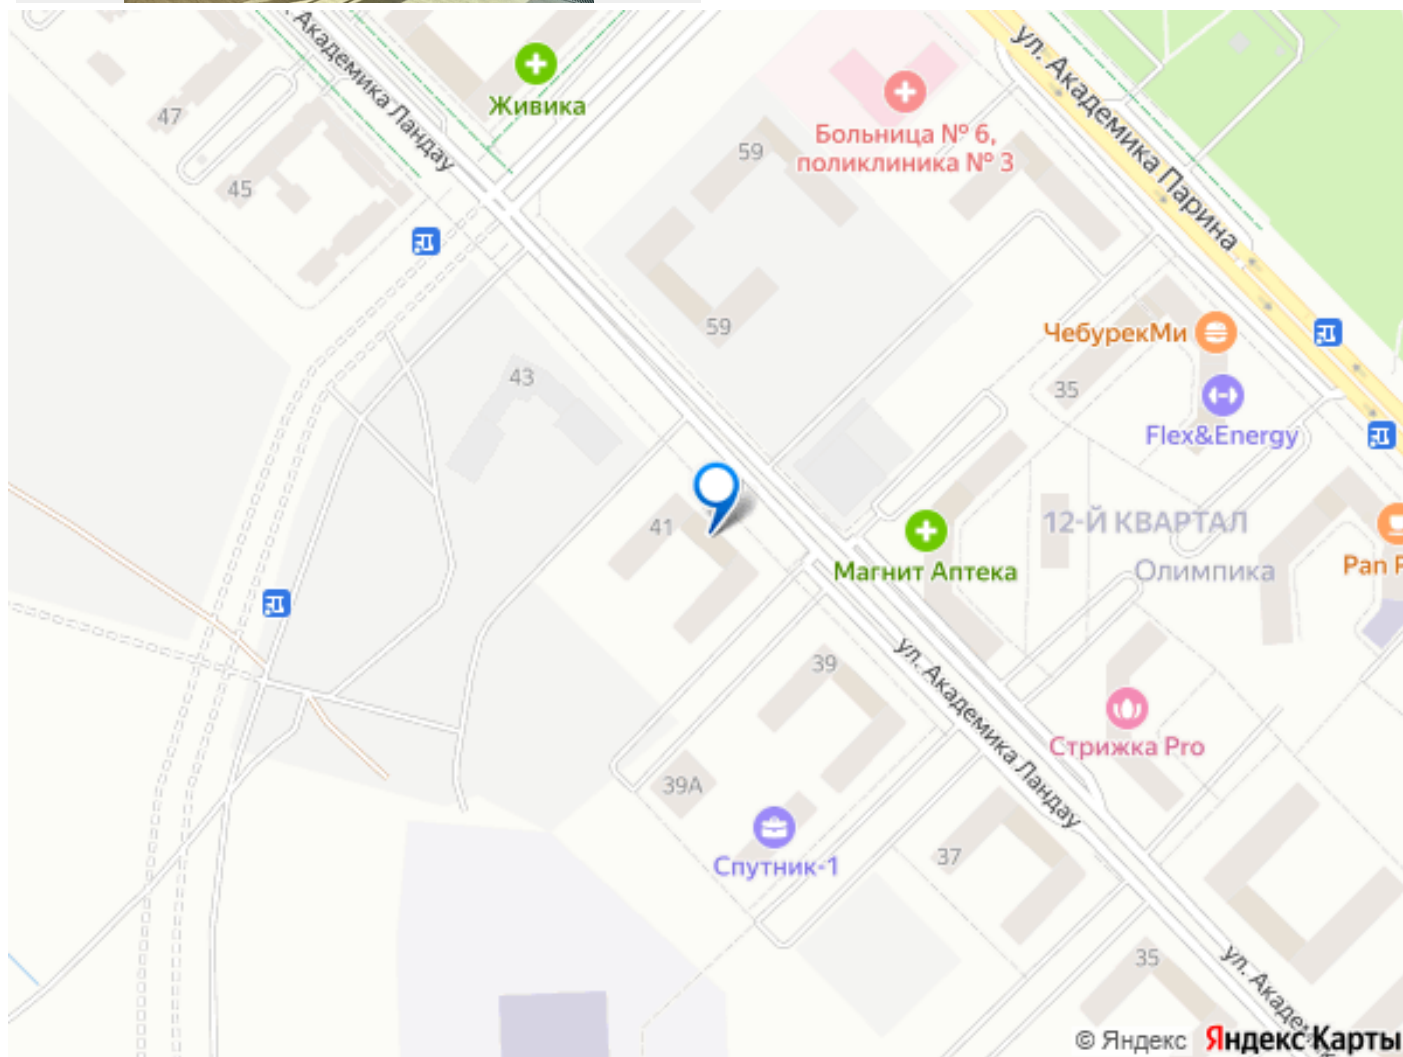 Академика Ландау
ул. Академика Парина
47
Живика
Больница № 6,
поликлиника № 3
59
45
59
ЧебурекМи
35
43
Flex&Energy
41
12-Й КВАРТАЛ
Магнит Аптека
Олимпика
Pan
ул. Академика Ландау
39
Стрижка Pro
39А
Спутник-1
37
35
ул. Академ
© Яндекс Яндекс Карты